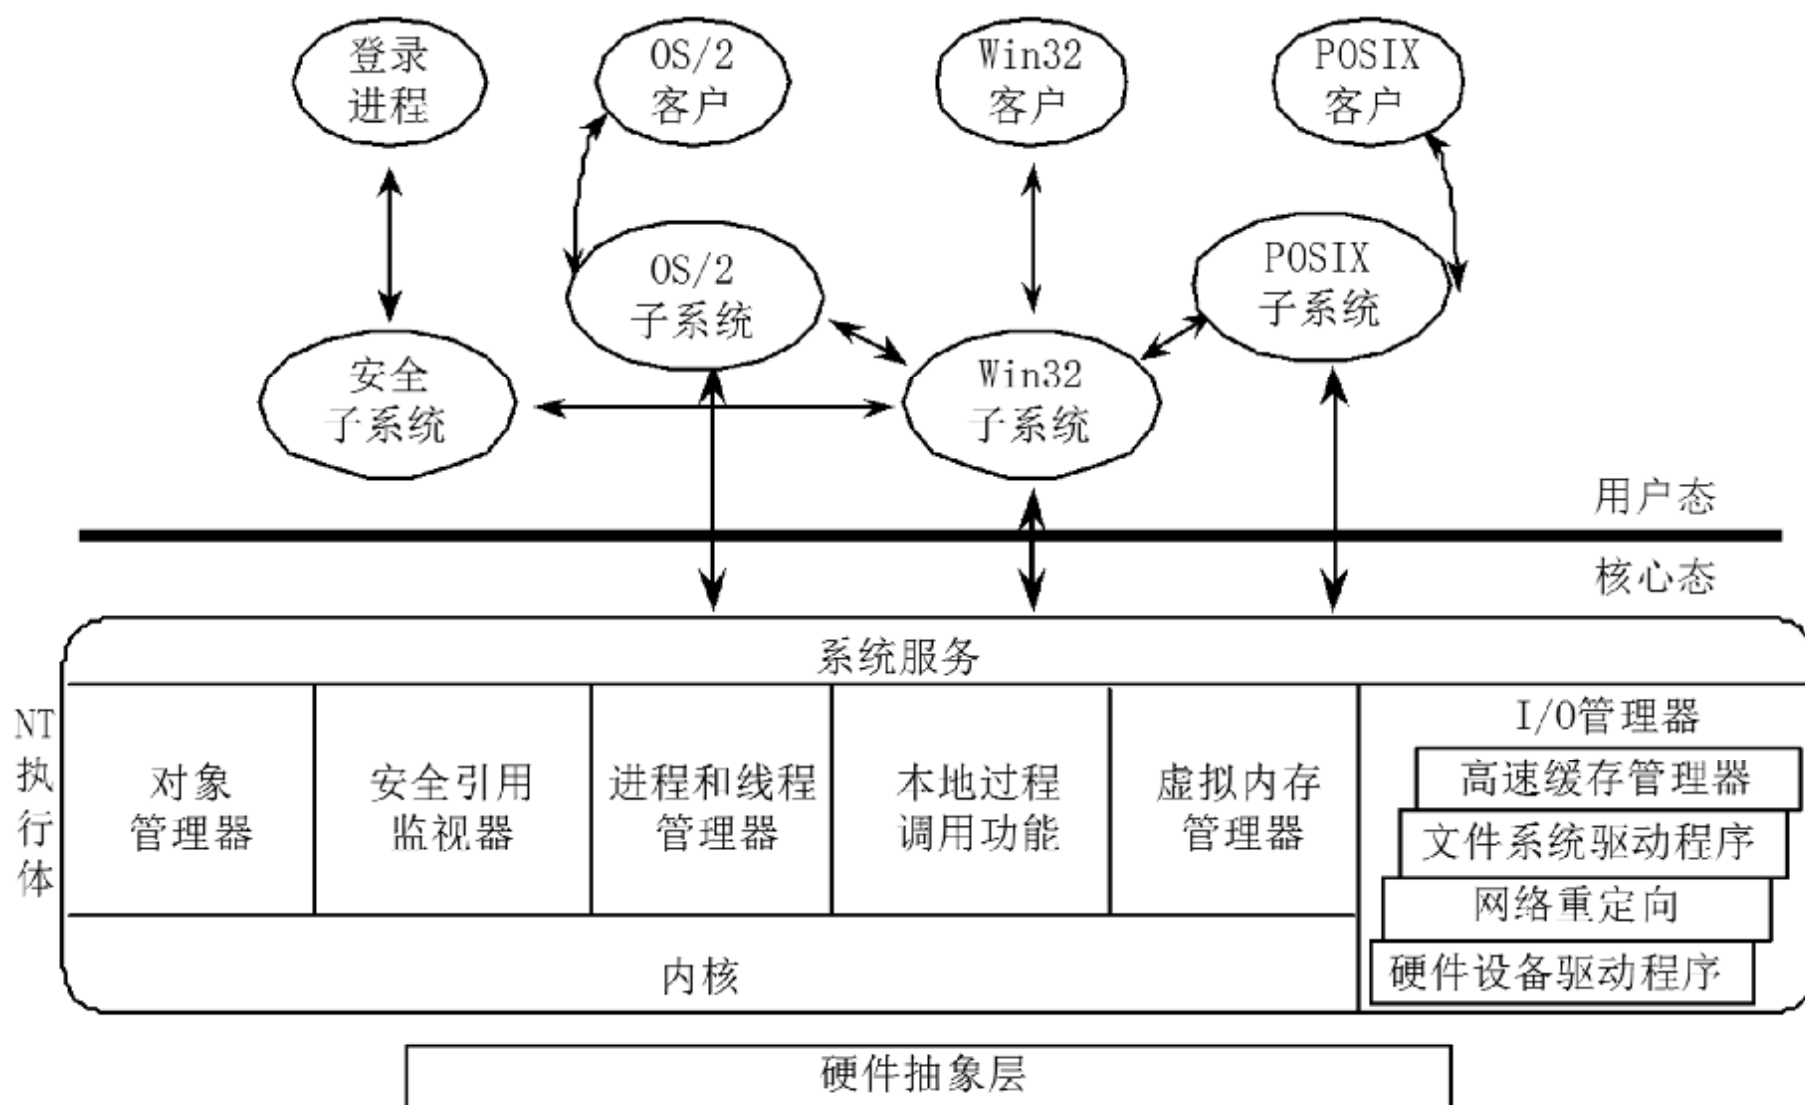 登录
进程
OS/2
客户
Win32
客户
POSIX
客户
OS/2
子系统
POSIX
子系统
安全
子系统
Win32
子系统
用户态
核心态
系统服务
NT
执
行
体
对象
管理器
安全引用
监视器
进程和线程
管理器
本地过程
调用功能
虚拟内存
管理器
I/O管理器
高速缓存管理器
文件系统驱动程序
网络重定向
硬件设备驱动程序
内核
硬件抽象层